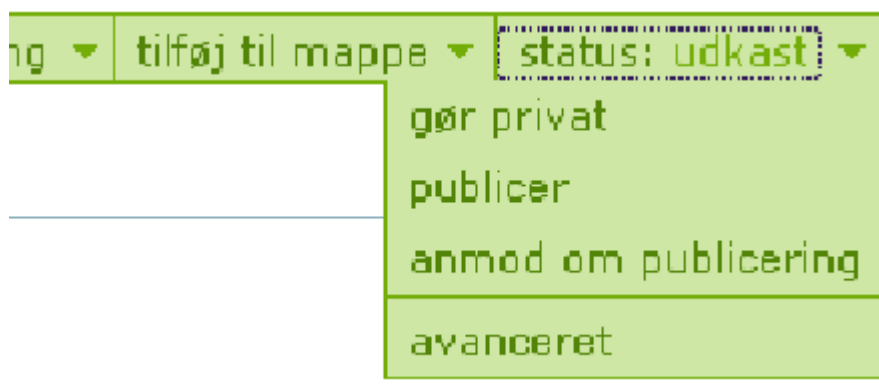 ng tilføj til mappe status: udkast
gør privat
publicer
anmod om publicering
avanceret